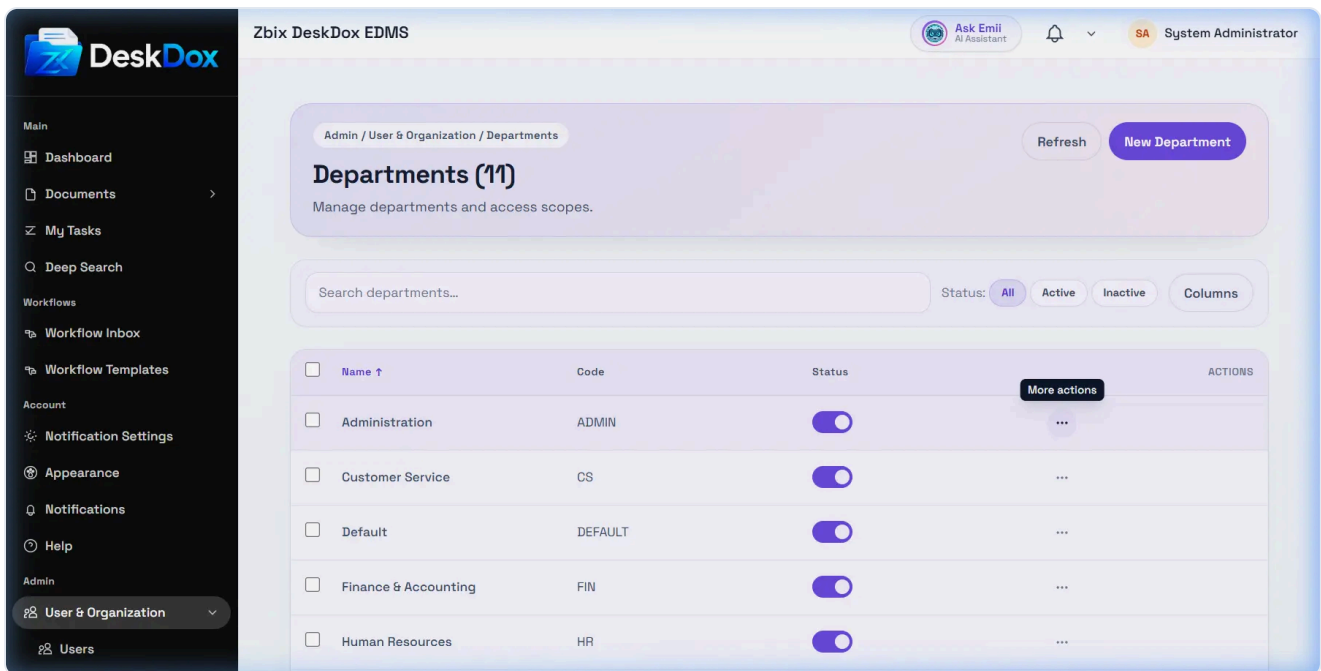 DeskDox
Main
Dashboard
Documents
My Tasks
Deep Search
Workflows
Workflow Inbox
Workflow Templates
Account
Notification Settings
Appearance
Notifications
Help
Admin
User & Organization
Users
Zbix DeskDox EDMS
Ask Emii
AI Assistant
SA System Administrator
Admin / User & Organization / Departments
Refresh New Department
Departments (11)
Manage departments and access scopes.
Search departments...
Status: All Active Inactive Columns
Name ↑ Code Status ACTIONS
More actions
Administration ADMIN ...
Customer Service CS ...
Default DEFAULT ...
Finance & Accounting FIN ...
Human Resources HR ...